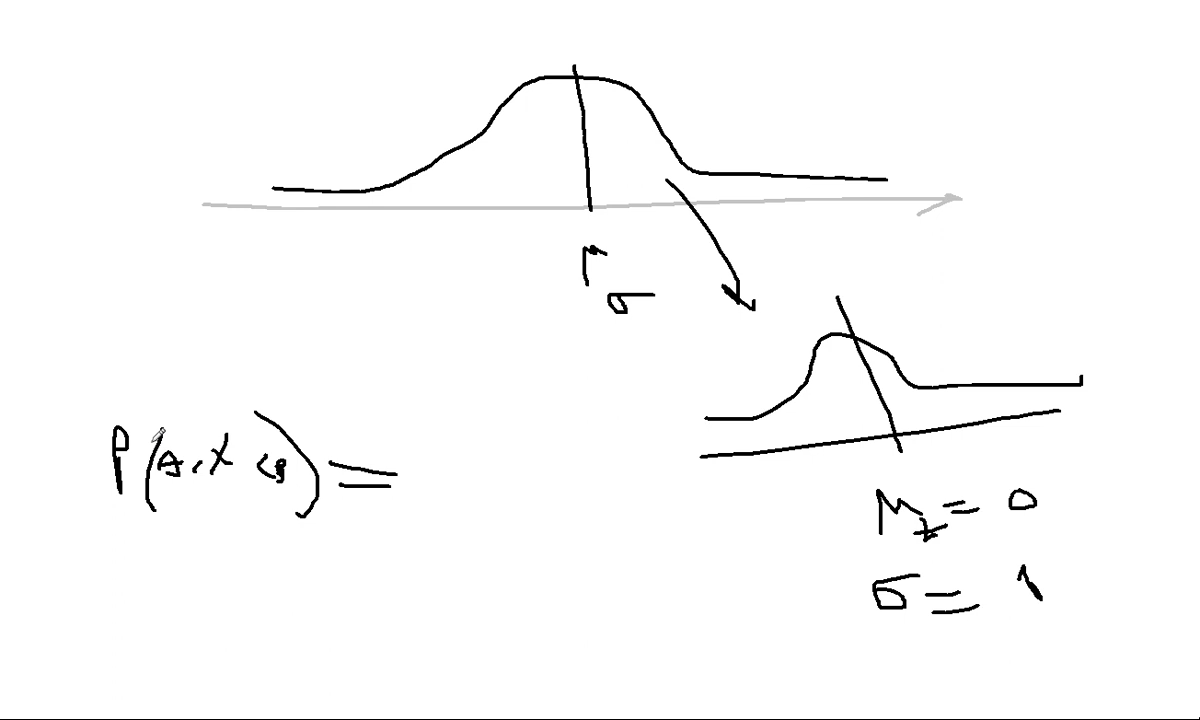 μ
σ
P(A<X<B)=
μz=0
σ=1